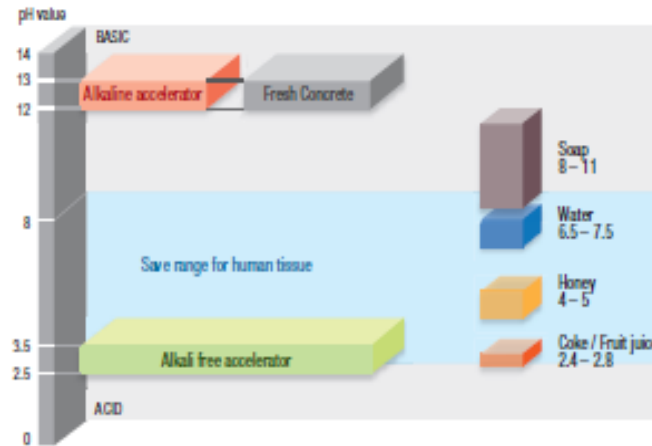 pH value
BASIC
14
13
12
Alkaline accelerator
Fresh Concrete
Soap
8 – 11
8
Water
6.5 – 7.5
Save range for human tissue
Honey
4 – 5
3.5
Coke / Fruit juic
2.4 – 2.8
Alkali free accelerator
2.5
ACID
0